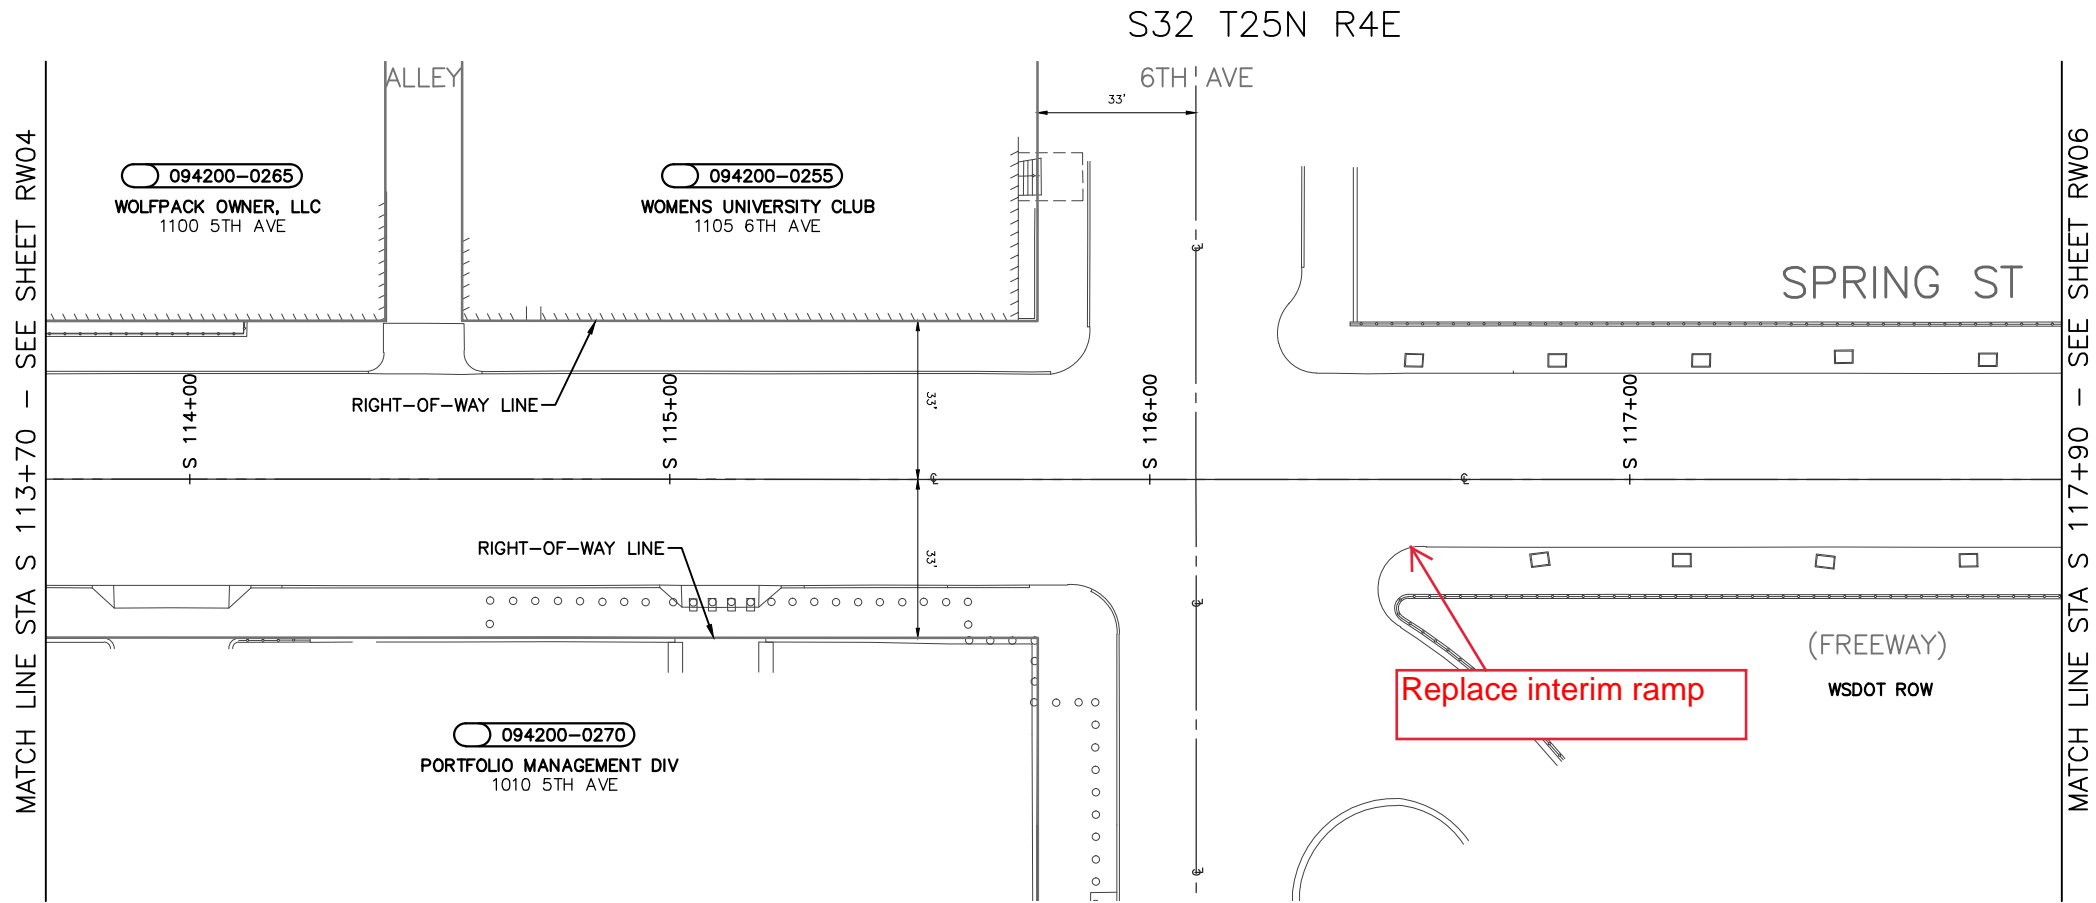 S32 T25N R4E
ALLEY
6TH AVE
33'
094200-0265
WOLFPACK OWNER, LLC
1100 5TH AVE
094200-0255
WOMENS UNIVERSITY CLUB
1105 6TH AVE
SPRING ST
MATCH LINE STA S 113+70 - SEE SHEET RW04
MATCH LINE STA S 117+90 - SEE SHEET RW06
RIGHT-OF-WAY LINE
S 114+00
S 115+00
33'
S 116+00
S 117+00
RIGHT-OF-WAY LINE
33'
(FREEWAY)
WSDOT ROW
Replace interim ramp
094200-0270
PORTFOLIO MANAGEMENT DIV
1010 5TH AVE